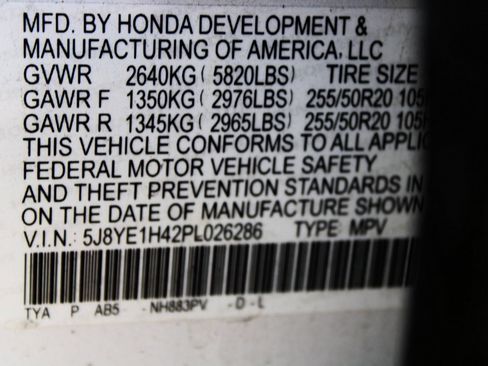 MFD. BY HONDA DEVELOPMENT &
MANUFACTURING OF AMERICA, LLC
GVWR 2640KG ( 5820LBS) TIRE SIZE
GAWR F 1350KG ( 2976LBS) 255/50R20 105
GAWR R 1345KG ( 2965LBS) 255/50R20 105
THIS VEHICLE CONFORMS TO ALL APPLIC
FEDERAL MOTOR VEHICLE SAFETY
AND THEFT PREVENTION STANDARDS IN
ON THE DATE OF MANUFACTURE SHOWN
V.I.N.: 5J8YE1H42PL026286 TYPE: MPV
TYA P AB5 - NH883PV - D - L